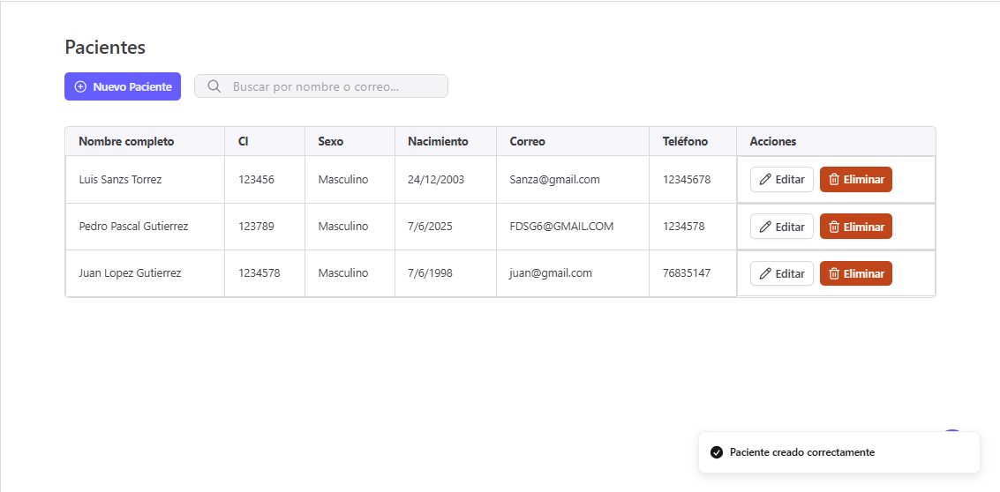 Pacientes
Nuevo Paciente Buscar por nombre o correo...
Nombre completo CI Sexo Nacimiento Correo Teléfono Acciones
Luis Sanzs Torrez 123456 Masculino 24/12/2003 Sanza@gmail.com 12345678 Editar Eliminar
Pedro Pascal Gutierrez 123789 Masculino 7/6/2025 FDSG6@GMAIL.COM 1234578 Editar Eliminar
Juan Lopez Gutierrez 1234578 Masculino 7/6/1998 juan@gmail.com 76835147 Editar Eliminar
Paciente creado correctamente